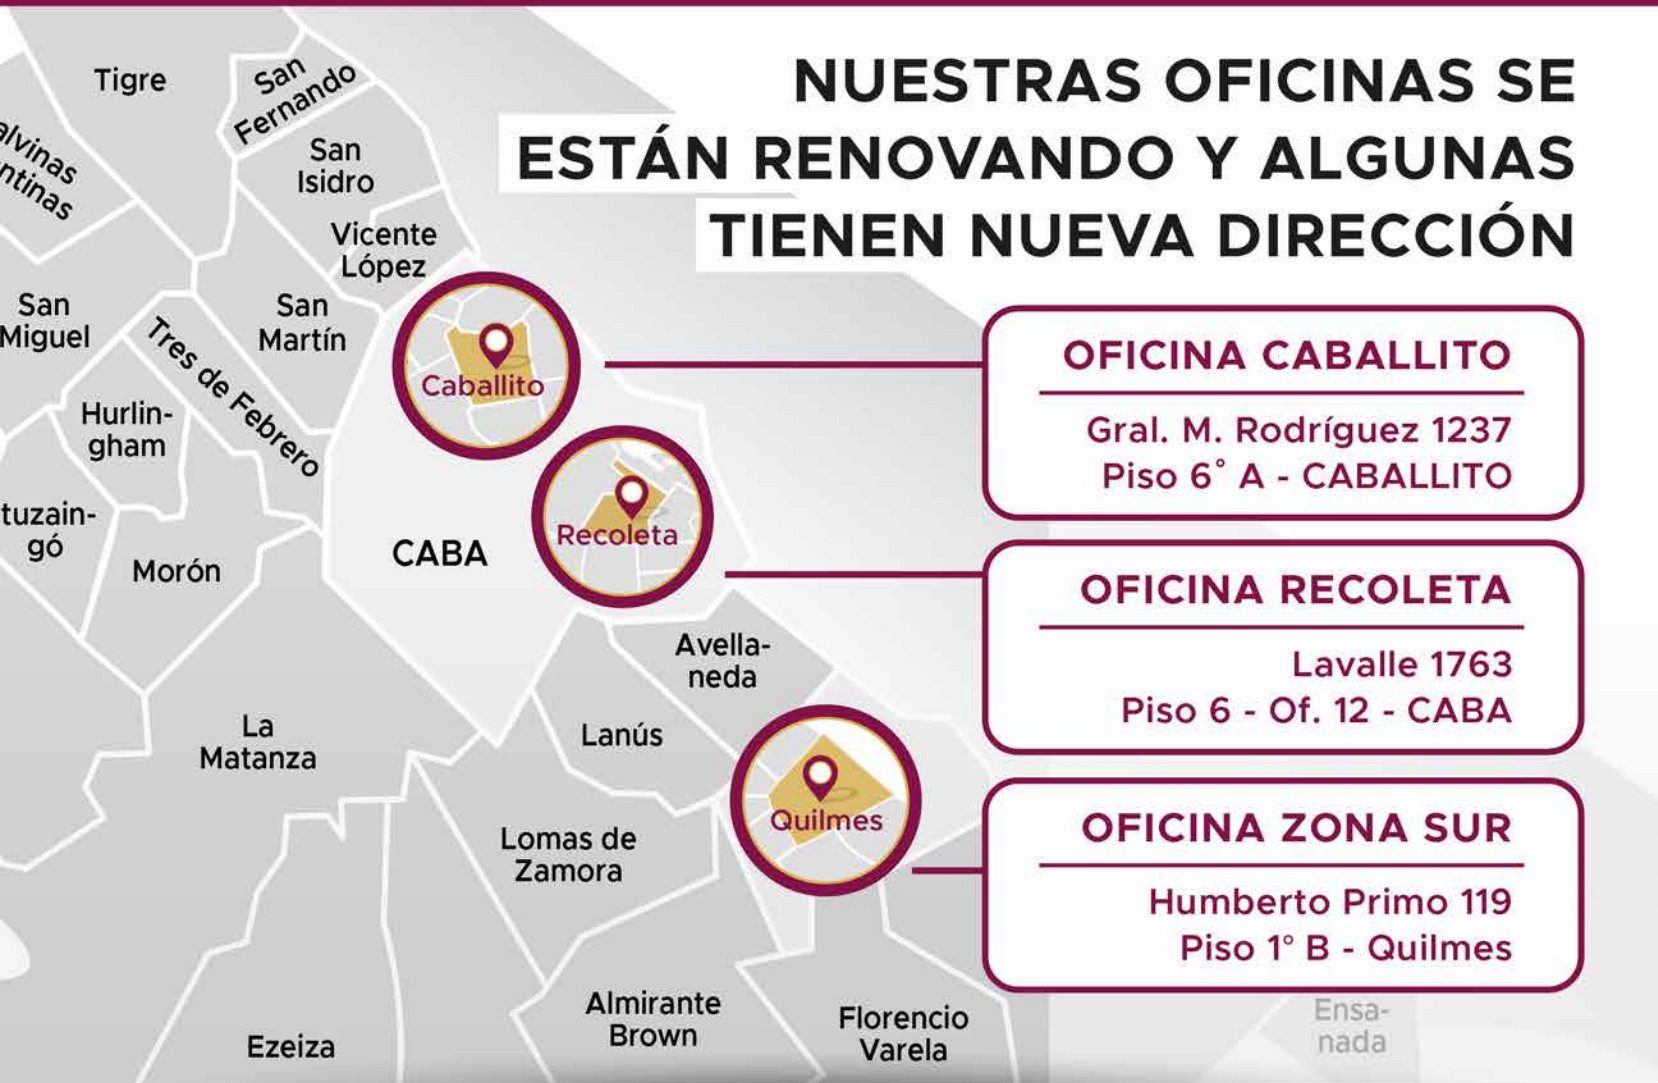 NUESTRAS OFICINAS SE
ESTÁN RENOVANDO Y ALGUNAS
TIENEN NUEVA DIRECCIÓN
OFICINA CABALLITO
Gral. M. Rodríguez 1237
Piso 6° A - CABALLITO
OFICINA RECOLETA
Lavalle 1763
Piso 6 - Of. 12 - CABA
OFICINA ZONA SUR
Humberto Primo 119
Piso 1° B - Quilmes
Tigre
San
Fernando
alvinas
ntinas
San
Isidro
Vicente
López
San
Miguel
San
Martín
Tres de Febrero
Caballito
Hurlin-
gham
tuzain-
gó
Morón
CABA
Recoleta
Avella-
neda
La
Matanza
Lanús
Quilmes
Lomas de
Zamora
Ezeiza
Almirante
Brown
Florencio
Varela
Ensa-
nada